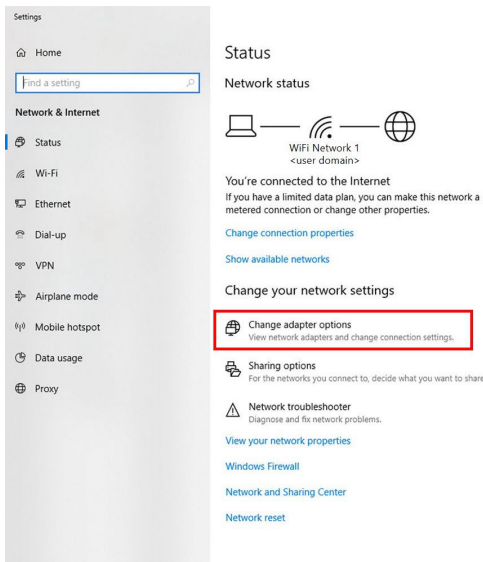 Settings
Home
Find a setting
Network & Internet
Status
Wi-Fi
Ethernet
Dial-up
VPN
Airplane mode
Mobile hotspot
Data usage
Proxy
Status
Network status
WiFi Network 1
<user domain>
You're connected to the Internet
If you have a limited data plan, you can make this network a
metered connection or change other properties.
Change connection properties
Show available networks
Change your network settings
Change adapter options
View network adapters and change connection settings.
Sharing options
For the networks you connect to, decide what you want to share
Network troubleshooter
Diagnose and fix network problems.
View your network properties
Windows Firewall
Network and Sharing Center
Network reset